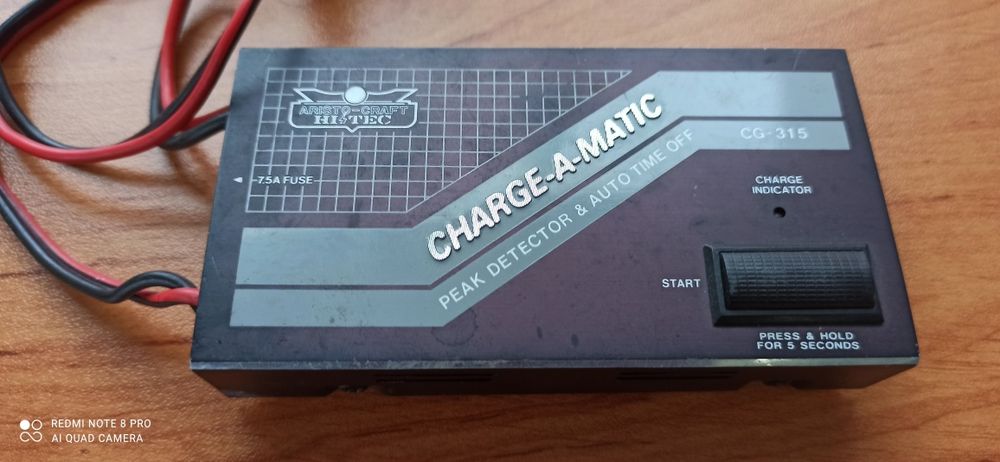 ARISTO-CRAFT
HI-TEC
7.5A FUSE
CHARGE-A-MATIC
PEAK DETECTOR & AUTO TIME OFF
CG-315
CHARGE
INDICATOR
START
PRESS & HOLD
FOR 5 SECONDS
REDMI NOTE 8 PRO
AI QUAD CAMERA